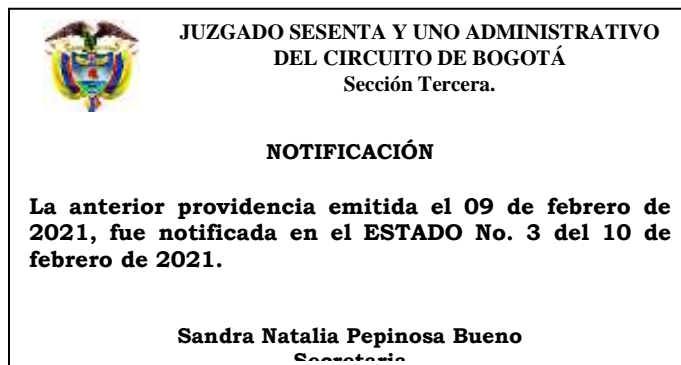 JUZGADO SESENTA Y UNO ADMINISTRATIVO
DEL CIRCUITO DE BOGOTÁ
Sección Tercera.
NOTIFICACIÓN
La anterior providencia emitida el 09 de febrero de
2021, fue notificada en el ESTADO No. 3 del 10 de
febrero de 2021.
Sandra Natalia Pepinosa Bueno
Secretaria